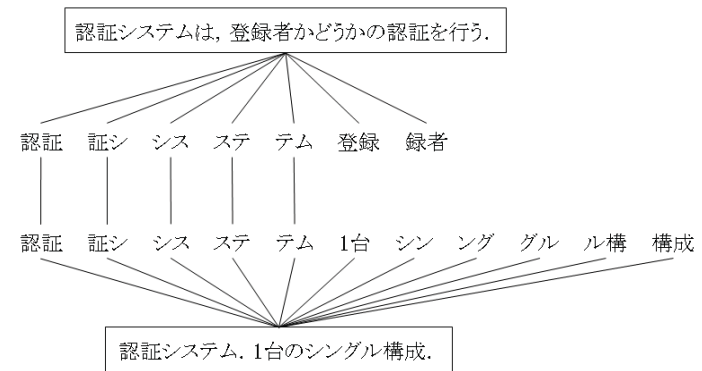 認証システムは，登録者かどうかの認証を行う．
認証 証シ シス ステ テム 登録 録者
認証 証シ シス ステ テム 1台 シン ング グル ル構 構成
認証システム．1台のシングル構成．